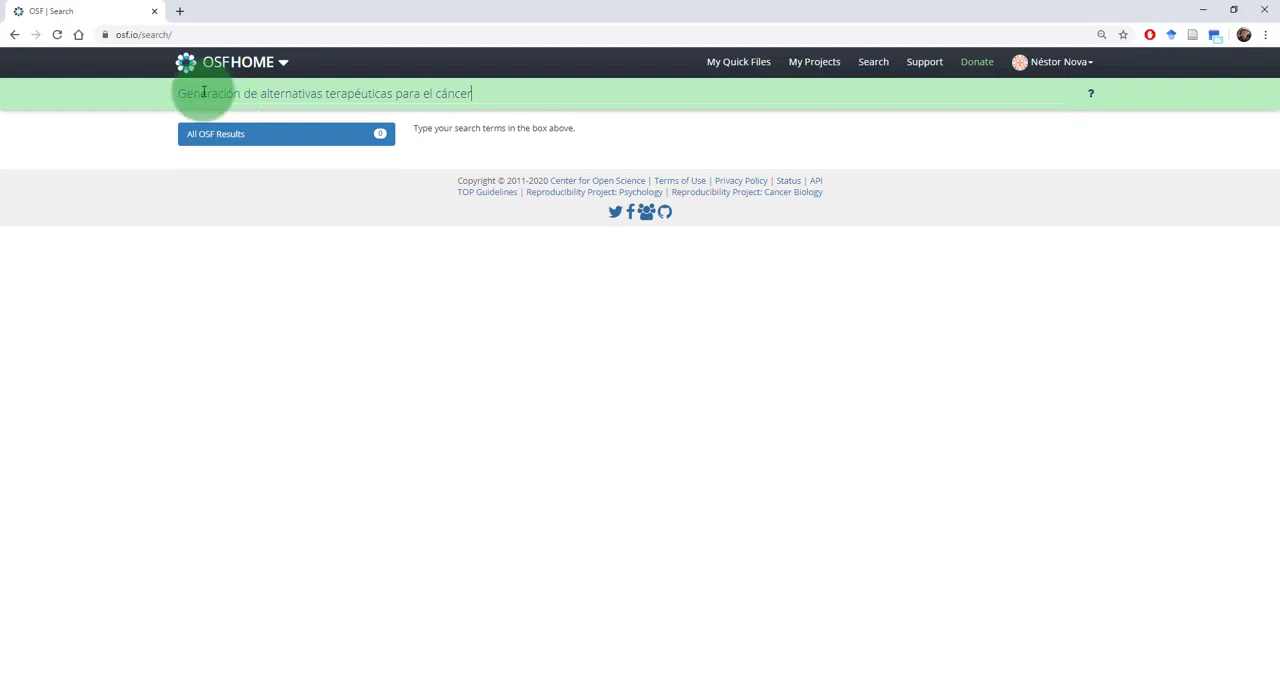 OSF | Search
osf.io/search/
OSFHOME My Quick Files My Projects Search Support Donate Néstor Nova
Generación de alternativas terapéuticas para el cáncer ?
All OSF Results 0 Type your search terms in the box above.
Copyright © 2011-2020 Center for Open Science | Terms of Use | Privacy Policy | Status | API
TOP Guidelines | Reproducibility Project: Psychology | Reproducibility Project: Cancer Biology